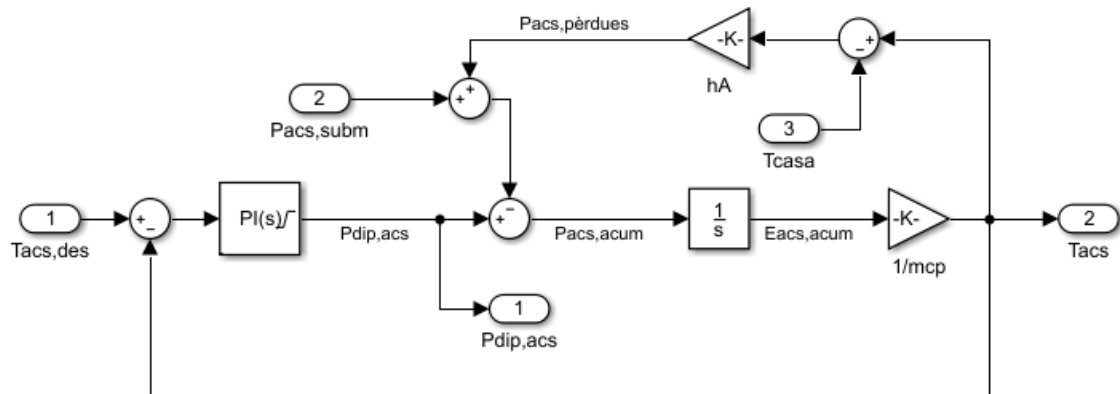 Pacs,pèrdues
-K-
hA
+
-
+
+
2
Pacs,subm
3
Tcasa
1
Tacs,des
+
-
PI(s)
Pdip,acs
+
-
Pacs,acum
1
s
Eacs,acum
-K-
1/mcp
2
Tacs
1
Pdip,acs